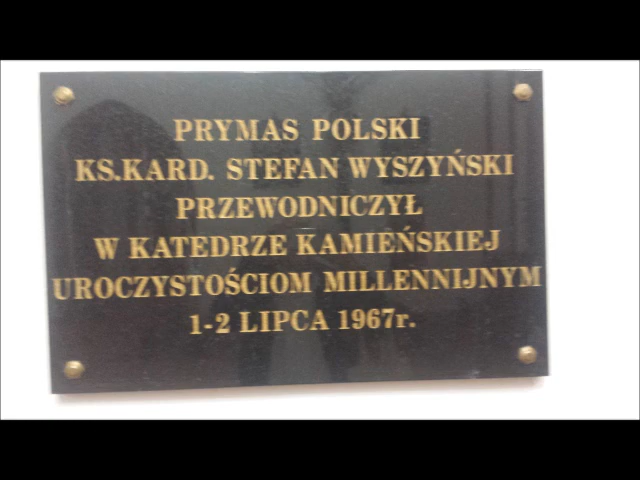 PRYMAS POLSKI
KS.KARD. STEFAN WYSZYŃSKI
PRZEWODNICZYŁ
W KATEDRZE KAMIEŃSKIEJ
UROCZYSTOŚCIOM MILLENNIJNYM
1-2 LIPCA 1967r.